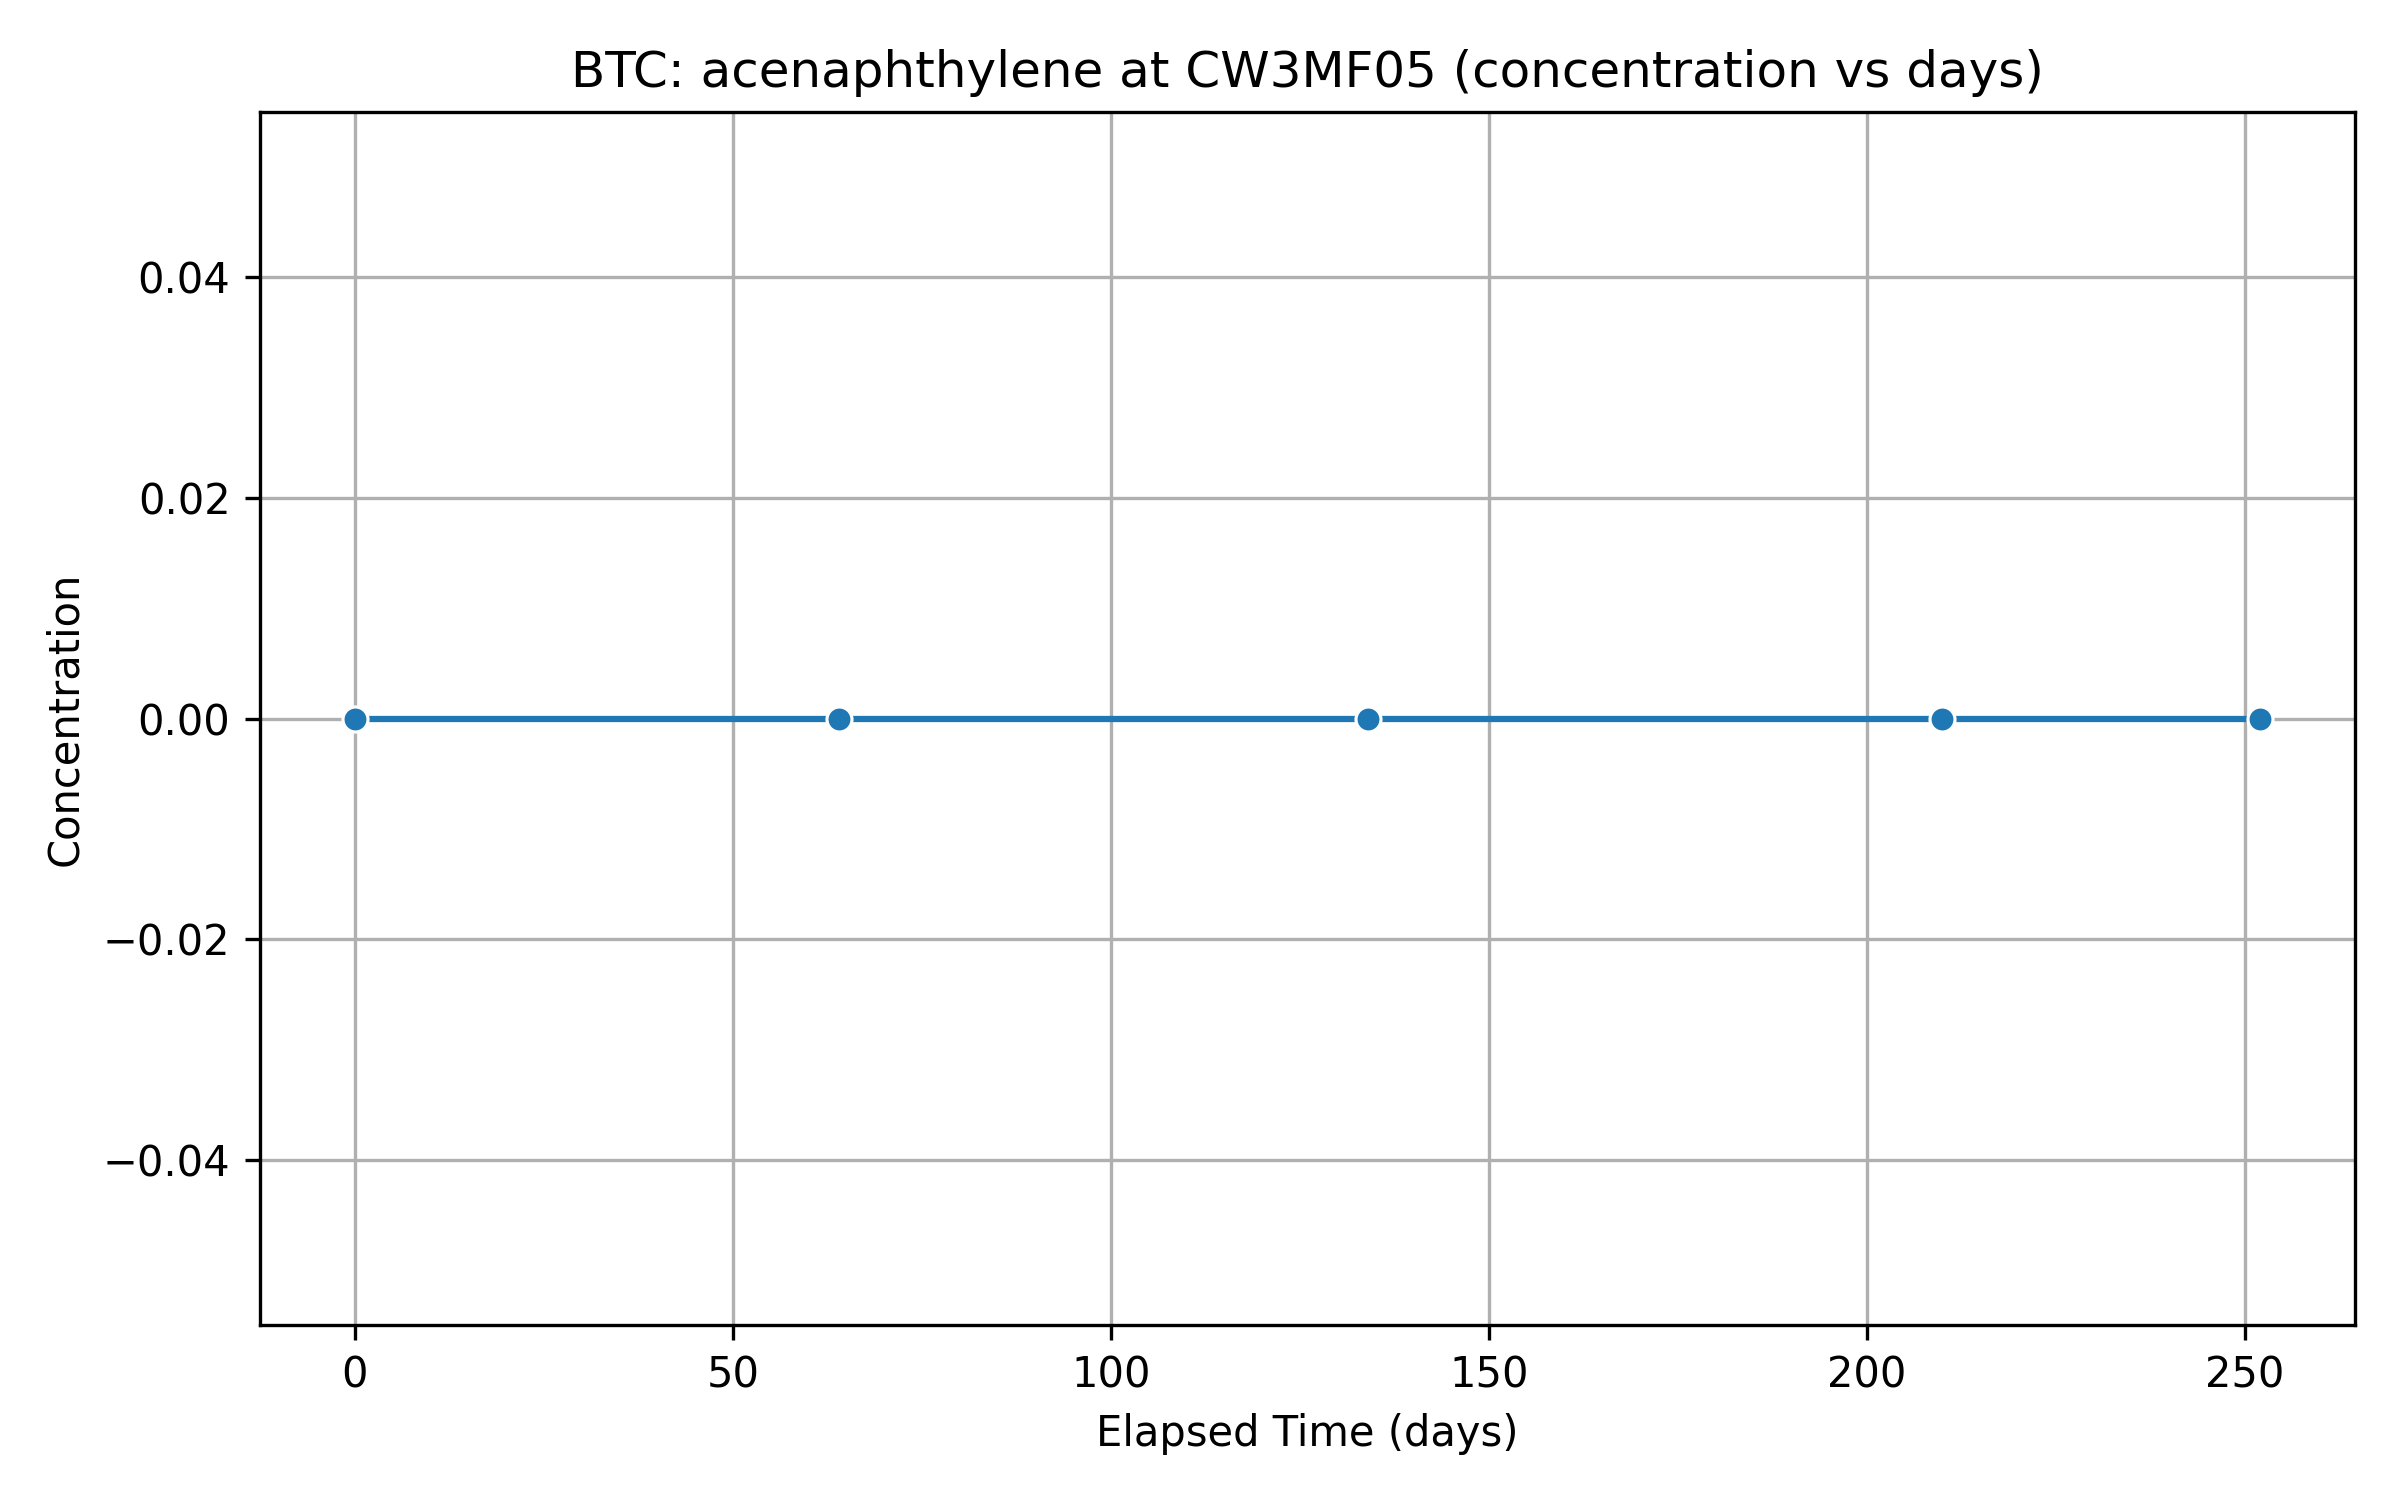 BTC: acenaphthylene at CW3MF05 (concentration vs days)
0.04
0.02
0.00
−0.02
−0.04
Concentration
0 50 100 150 200 250
Elapsed Time (days)